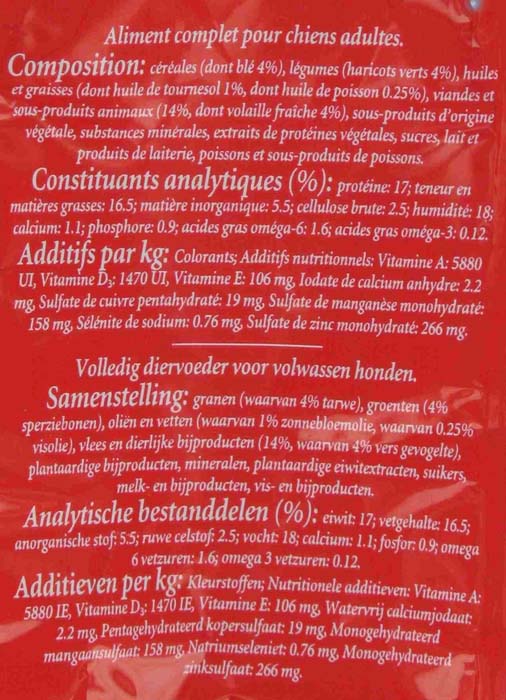 Aliment complet pour chiens adultes.
Composition: céréales (dont blé 4%), légumes (haricots verts 4%), huiles
et graisses (dont huile de tournesol 1%, dont huile de poisson 0.25%), viandes et
sous-produits animaux (14%, dont volaille fraîche 4%), sous-produits d'origine
végétale, substances minérales, extraits de protéines végétales, sucres, lait et
produits de laiterie, poissons et sous-produits de poissons.
Constituants analytiques (%): protéine: 17; teneur en
matières grasses: 16.5; matière inorganique: 5.5; cellulose brute: 2.5; humidité: 18;
calcium: 1.1; phosphore: 0.9; acides gras oméga-6: 1.6; acides gras oméga-3: 0.12.
Additifs par kg: Colorants; Additifs nutritionnels: Vitamine A: 5880
UI, Vitamine D3: 1470 UI, Vitamine E: 106 mg, Iodate de calcium anhydre: 2.2
mg, Sulfate de cuivre pentahydraté: 19 mg, Sulfate de manganèse monohydraté:
158 mg, Sélénite de sodium: 0.76 mg, Sulfate de zinc monohydraté: 266 mg.
Volledig diervoeder voor volwassen honden.
Samenstelling: granen (waarvan 4% tarwe), groenten (4%
sperziebonen), oliën en vetten (waarvan 1% zonnebloemolie, waarvan 0.25%
visolie), vlees en dierlijke bijproducten (14%, waarvan 4% vers gevogelte),
plantaardige bijproducten, mineralen, plantaardige eiwitextracten, suikers,
melk- en bijproducten, vis- en bijproducten.
Analytische bestanddelen (%): eiwit: 17; vetgehalte: 16.5;
anorganische stof: 5.5; ruwe celstof: 2.5; vocht: 18; calcium: 1.1; fosfor: 0.9; omega
6 vetzuren: 1.6; omega 3 vetzuren: 0.12.
Additieven per kg: Kleurstoffen; Nutritionele additieven: Vitamine A:
5880 IE, Vitamine D3: 1470 IE, Vitamine E: 106 mg, Watervrij calciumjodaat:
2.2 mg, Pentagehydrateerd kopersulfaat: 19 mg, Monogehydrateerd
mangaansulfaat: 158 mg, Natriumseleniet: 0.76 mg, Monogehydrateerd
zinksulfaat: 266 mg.